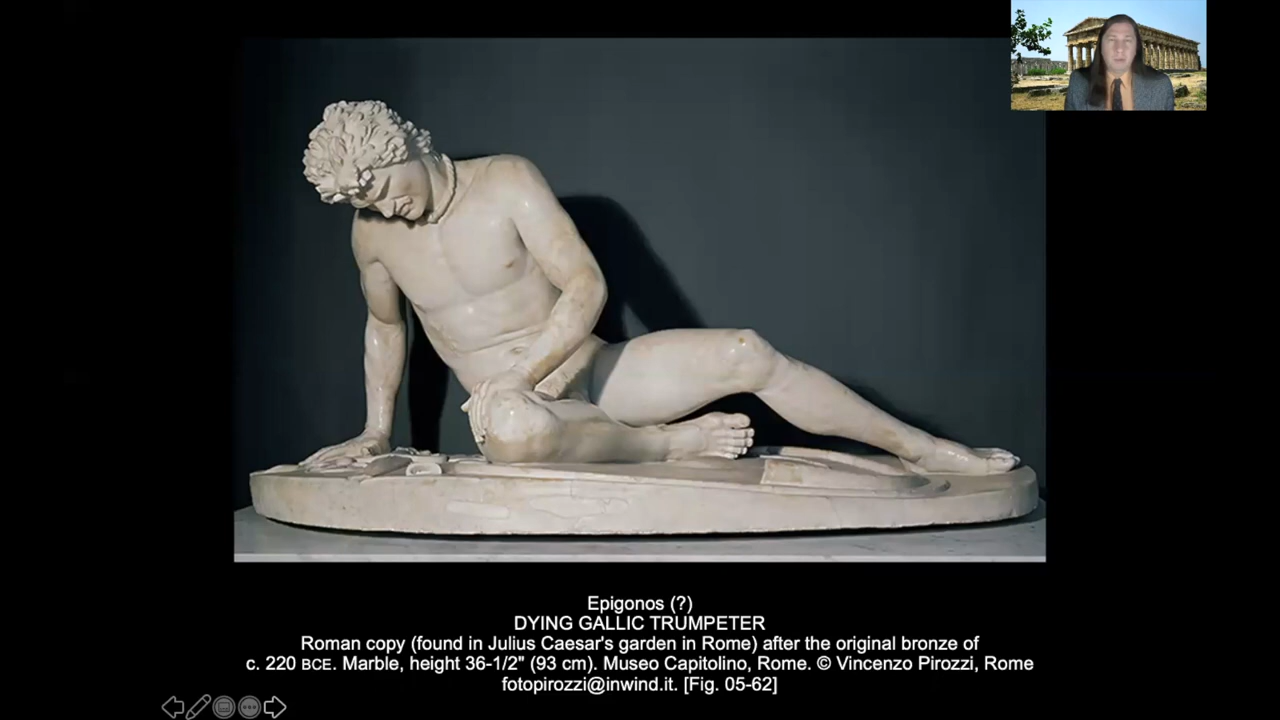 Epigonos (?)
DYING GALLIC TRUMPETER
Roman copy (found in Julius Caesar's garden in Rome) after the original bronze of
c. 220 BCE. Marble, height 36-1/2" (93 cm). Museo Capitolino, Rome. © Vincenzo Pirozzi, Rome
fotopirozzi@inwind.it. [Fig. 05-62]